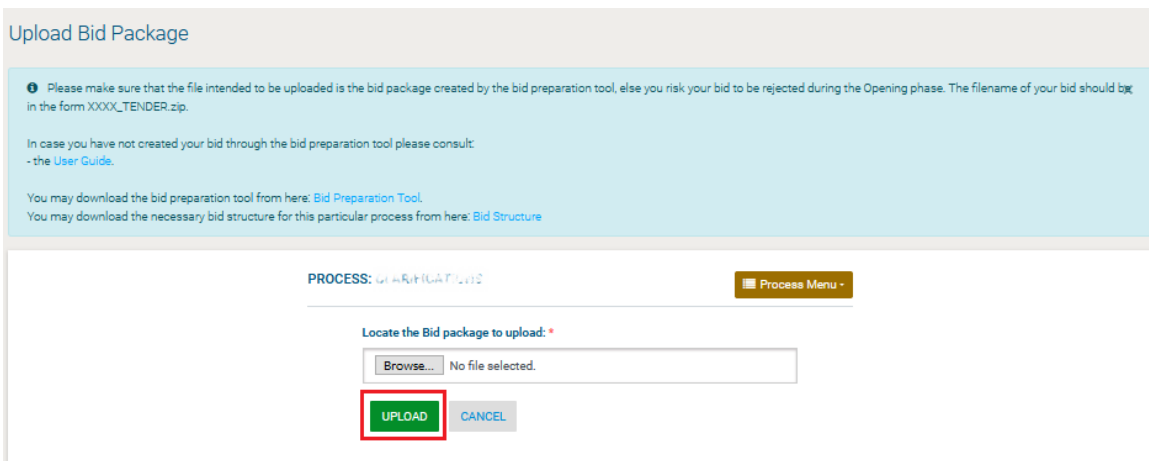 Upload Bid Package
Please make sure that the file intended to be uploaded is the bid package created by the bid preparation tool, else you risk your bid to be rejected during the Opening phase. The filename of your bid should be
in the form XXXX_TENDER.zip.
In case you have not created your bid through the bid preparation tool please consult:
- the User Guide.
You may download the bid preparation tool from here: Bid Preparation Tool.
You may download the necessary bid structure for this particular process from here: Bid Structure
PROCESS:
Process Menu -
Locate the Bid package to upload: *
Browse... No file selected.
UPLOAD CANCEL